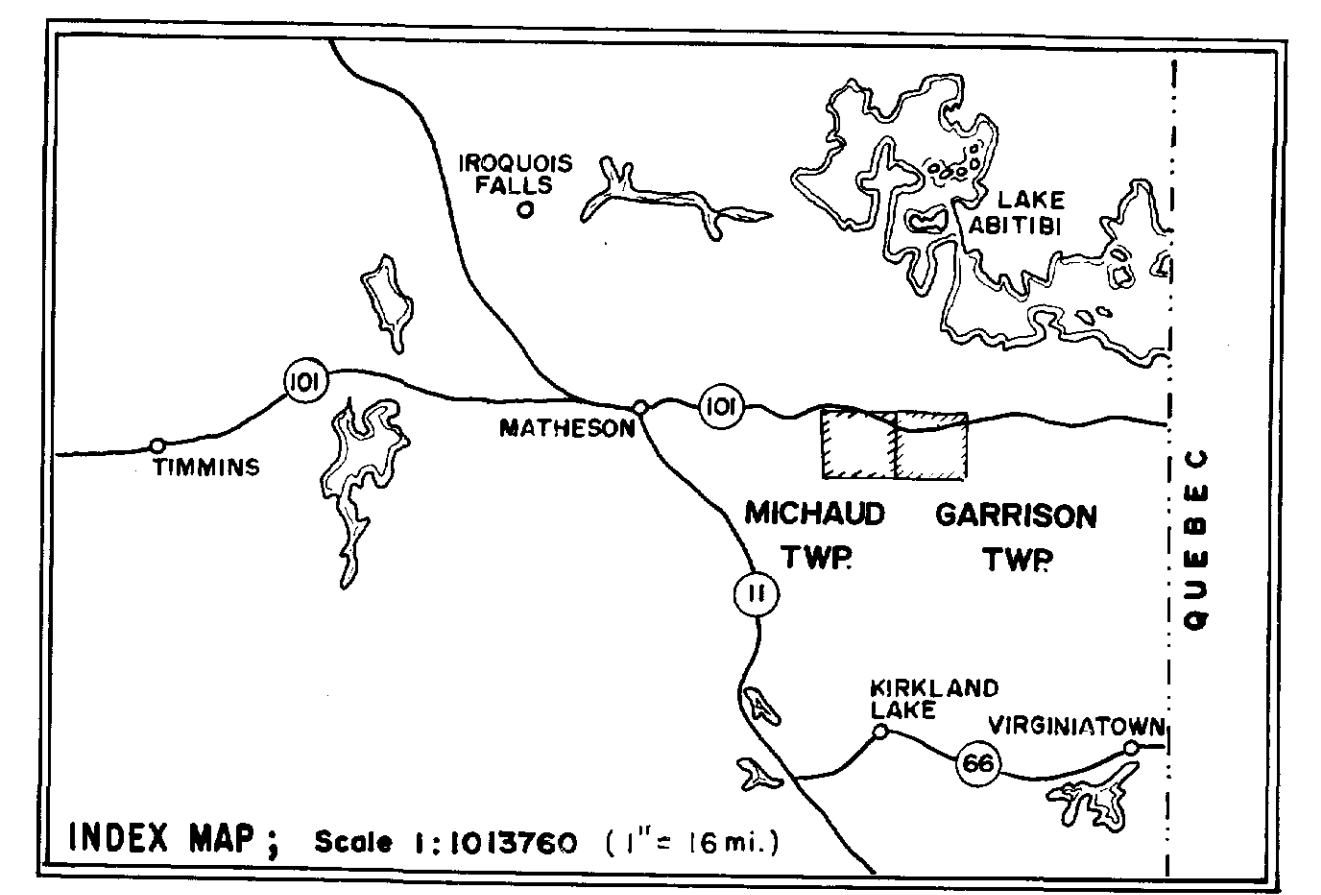 IROQUOIS
FALLS
LAKE
ABITIBI
101
101
MATHESON
TIMMINS
MICHAUD
TWP.
GARRISON
TWP.
QUEBEC
11
KIRKLAND
LAKE
VIRGINIATOWN
66
INDEX MAP; Scale 1:1013760 (1" = 16 mi.)